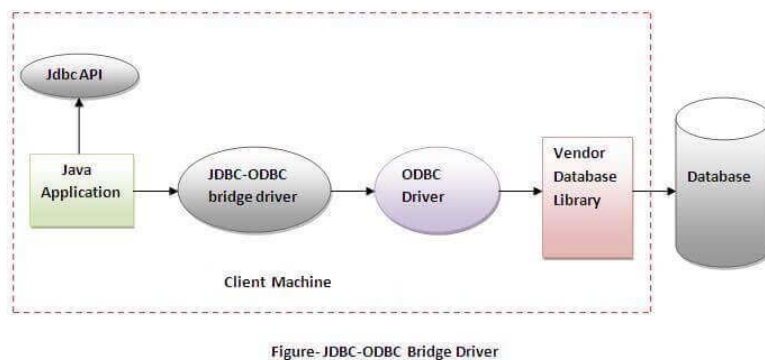 Jdbc API
Java
Application
JDBC-ODBC
bridge driver
ODBC
Driver
Vendor
Database
Library
Database
Client Machine
Figure- JDBC-ODBC Bridge Driver